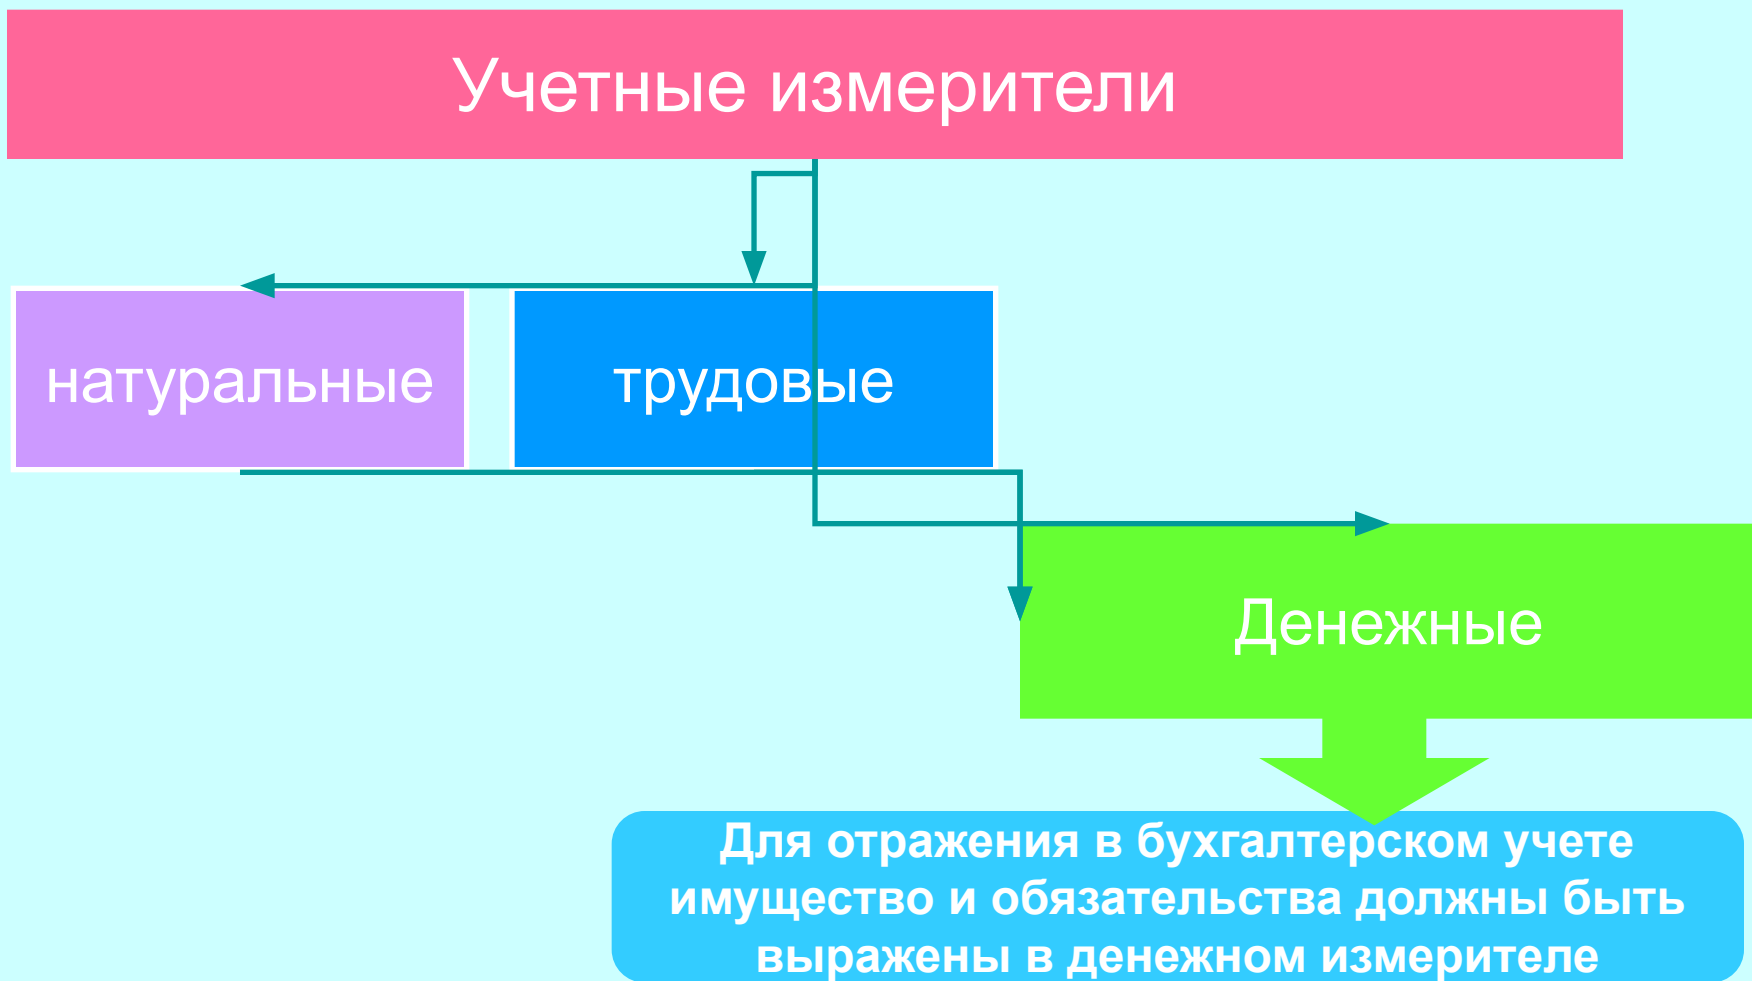 Учетные измерители
натуральные
трудовые
Денежные
Для отражения в бухгалтерском учете
имущество и обязательства должны быть
выражены в денежном измерителе